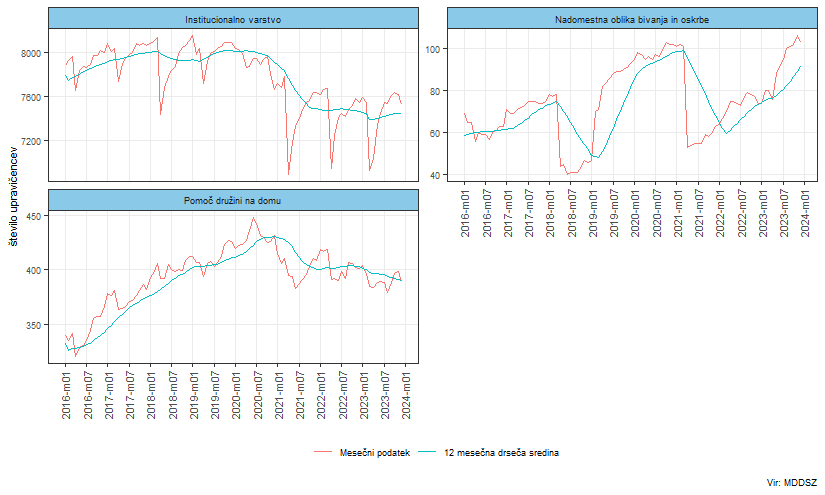 Institucionalno varstvo
8000
7600
7200
Nadomestna oblika bivanja in oskrbe
100
80
60
40
2016-m01
2016-m07
2017-m01
2017-m07
2018-m01
2018-m07
2019-m01
2019-m07
2020-m01
2020-m07
2021-m01
2021-m07
2022-m01
2022-m07
2023-m01
2023-m07
2024-m01
število upravičencev
Pomoč družini na domu
450
400
350
2016-m01
2016-m07
2017-m01
2017-m07
2018-m01
2018-m07
2019-m01
2019-m07
2020-m01
2020-m07
2021-m01
2021-m07
2022-m01
2022-m07
2023-m01
2023-m07
2024-m01
Mesečni podatek
12 mesečna drseča sredina
Vir: MDDSZ